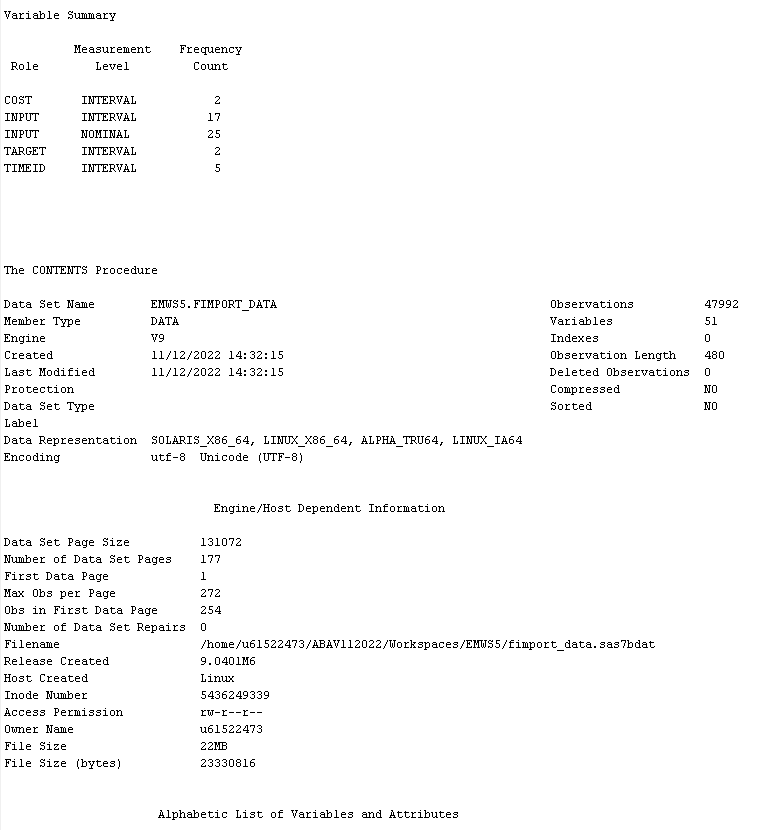 Variable Summary
Measurement Frequency
Role Level Count
COST INTERVAL 2
INPUT INTERVAL 17
INPUT NOMINAL 25
TARGET INTERVAL 2
TIMEID INTERVAL 5
The CONTENTS Procedure
Data Set Name EMWS5.FIMPORT_DATA Observations 47992
Member Type DATA Variables 51
Engine V9 Indexes 0
Created 11/12/2022 14:32:15 Observation Length 480
Last Modified 11/12/2022 14:32:15 Deleted Observations 0
Protection Compressed NO
Data Set Type Sorted NO
Label
Data Representation SOLARIS_X86_64, LINUX_X86_64, ALPHA_TRU64, LINUX_IA64
Encoding utf-8 Unicode (UTF-8)
Engine/Host Dependent Information
Data Set Page Size 131072
Number of Data Set Pages 177
First Data Page 1
Max Obs per Page 272
Obs in First Data Page 254
Number of Data Set Repairs 0
Filename /home/u61522473/ABAV112022/Workspaces/EMWS5/fimport_data.sas7bdat
Release Created 9.0401M6
Host Created Linux
Inode Number 5436249339
Access Permission rw-r--r--
Owner Name u61522473
File Size 22MB
File Size (bytes) 23330816
Alphabetic List of Variables and Attributes